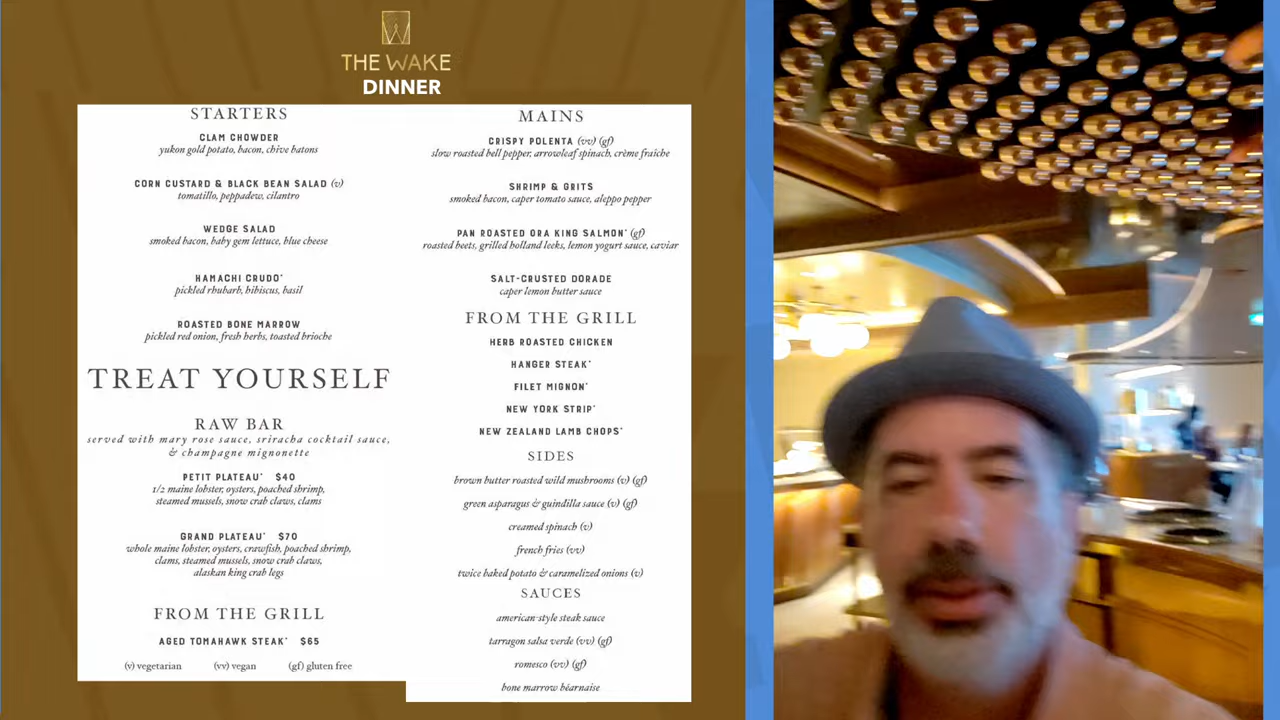 THE WAKE
DINNER
STARTERS
CLAM CHOWDER
yukon gold potato, bacon, chive batons
CORN CUSTARD & BLACK BEAN SALAD (v)
tomatillo, peppadew, cilantro
WEDGE SALAD
smoked bacon, baby gem lettuce, blue cheese
HAMACHI CRUDO*
pickled rhubarb, hibiscus, basil
ROASTED BONE MARROW
pickled red onion, fresh herbs, toasted brioche
TREAT YOURSELF
RAW BAR
served with mary rose sauce, sriracha cocktail sauce,
& champagne mignonette
PETIT PLATEAU* $40
1/2 maine lobster, oysters, poached shrimp,
steamed mussels, snow crab claws, clams
GRAND PLATEAU* $70
whole maine lobster, oysters, crawfish, poached shrimp,
clams, steamed mussels, snow crab claws,
alaskan king crab legs
FROM THE GRILL
AGED TOMAHAWK STEAK* $65
(v) vegetarian (vv) vegan (gf) gluten free
MAINS
CRISPY POLENTA (vv) (gf)
slow roasted bell pepper, arrowleaf spinach, crème fraîche
SHRIMP & GRITS
smoked bacon, caper tomato sauce, aleppo pepper
PAN ROASTED ORA KING SALMON* (gf)
roasted beets, grilled holland leeks, lemon yogurt sauce, caviar
SALT-CRUSTED DORADE
caper lemon butter sauce
FROM THE GRILL
HERB ROASTED CHICKEN
HANGER STEAK*
FILET MIGNON*
NEW YORK STRIP*
NEW ZEALAND LAMB CHOPS*
SIDES
brown butter roasted wild mushrooms (v) (gf)
green asparagus & guindilla sauce (v) (gf)
creamed spinach (v)
french fries (vv)
twice baked potato & caramelized onions (v)
SAUCES
american-style steak sauce
tarragon salsa verde (vv) (gf)
romesco (vv) (gf)
bone marrow béarnaise